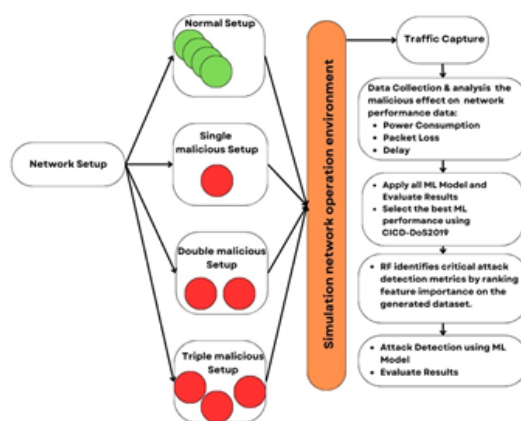 Network Setup
Normal Setup
Single
malicious Setup
Double malicious
Setup
Triple malicious
Setup
Simulation network operation environment
Traffic Capture
Data Collection & analysis the
malicious effect on network
performance data:
• Power Consumption
• Packet Loss
• Delay
• Apply all ML Model and
Evaluate Results
• Select the best ML
performance using
CICD-DoS2019
• RF identifies critical attack
detection metrics by ranking
feature importance on the
generated dataset.
• Attack Detection using ML
Model
• Evaluate Results